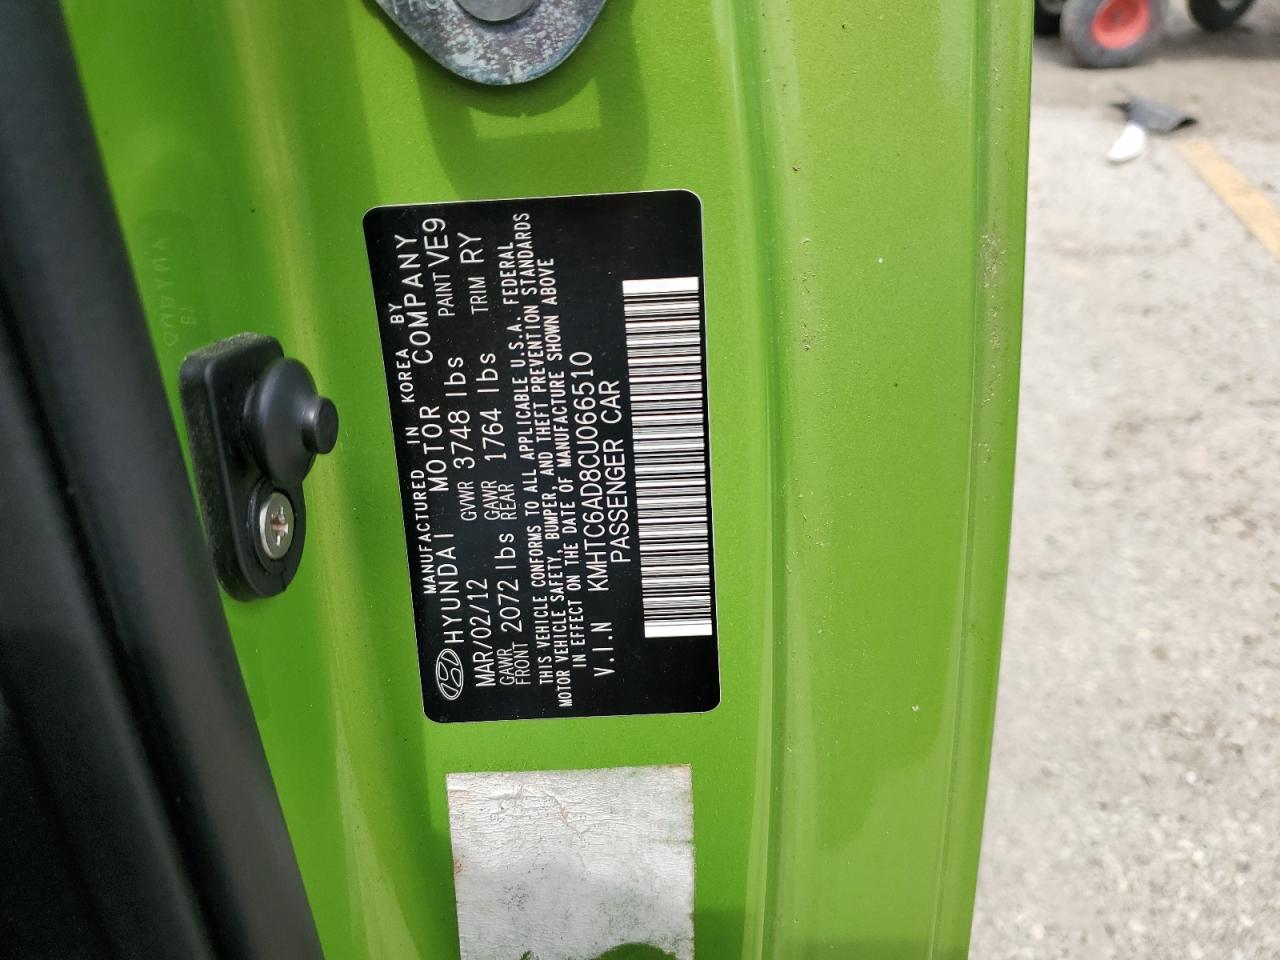 MANUFACTURED IN KOREA BY
HYUNDAI MOTOR COMPANY
MAR/02/12 GVWR 3748 lbs PAINT VE9
GAWR FRONT 2072 lbs GAWR REAR 1764 lbs TRIM RY
THIS VEHICLE CONFORMS TO ALL APPLICABLE U.S.A. FEDERAL
MOTOR VEHICLE SAFETY, BUMPER, AND THEFT PREVENTION STANDARDS
IN EFFECT ON THE DATE OF MANUFACTURE SHOWN ABOVE
V.I.N KMHTC6AD8CU066510
PASSENGER CAR